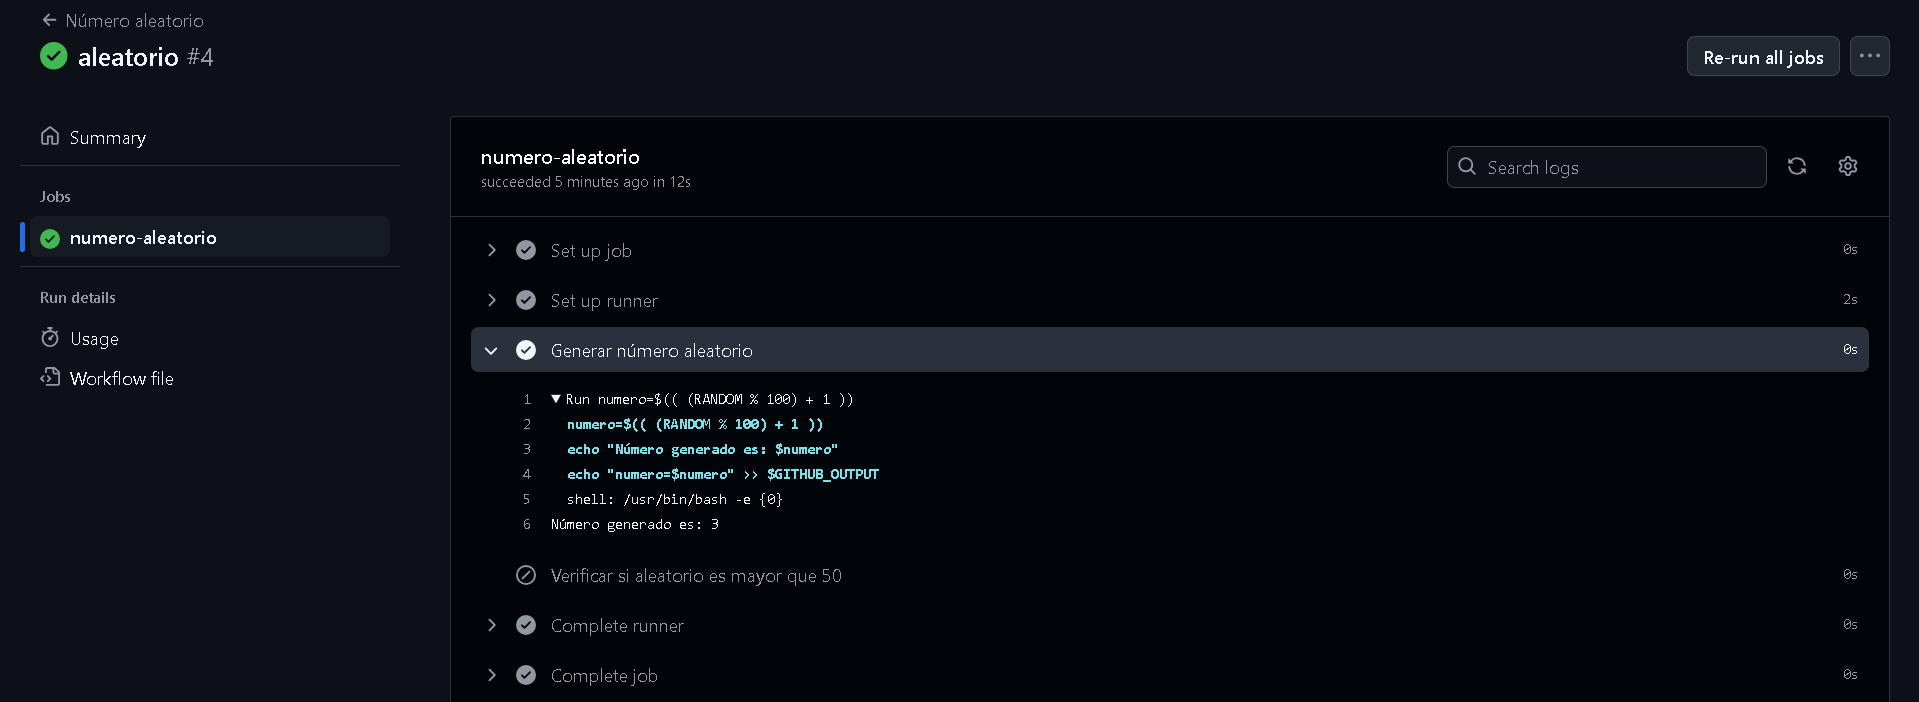 Número aleatorio
aleatorio #4
Re-run all jobs
Summary
Jobs
numero-aleatorio
Run details
Usage
Workflow file
numero-aleatorio
succeeded 5 minutes ago in 12s
Search logs
Set up job 0s
Set up runner 2s
Generar número aleatorio 0s
1 Run numero=$(( (RANDOM % 100) + 1 ))
2 numero=$(( (RANDOM % 100) + 1 ))
3 echo "Número generado es: $numero"
4 echo "numero=$numero" >> $GITHUB_OUTPUT
5 shell: /usr/bin/bash -e {0}
6 Número generado es: 3
Verificar si aleatorio es mayor que 50 0s
Complete runner 0s
Complete job 0s